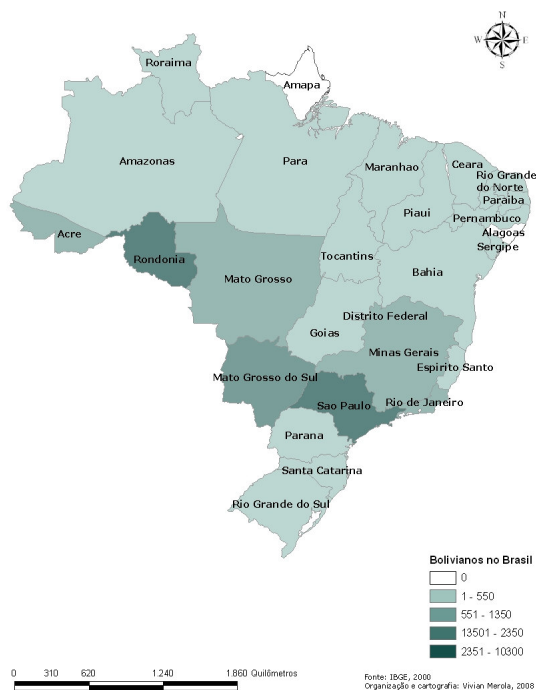 N
W E
S
Roraima
Amapa
Amazonas
Para
Maranhao
Ceara
Rio Grande
do Norte
Paraiba
Piaui
Pernambuco
Acre
Alagoas
Sergipe
Rondonia
Tocantins
Mato Grosso
Bahia
Distrito Federal
Goias
Minas Gerais
Espirito Santo
Mato Grosso do Sul
Sao Paulo
Rio de Janeiro
Parana
Santa Catarina
Rio Grande do Sul
Bolivianos no Brasil
0
1 - 550
551 - 1350
13501 - 2350
2351 - 10300
0 310 620 1.240 1.860 Quilômetros
Fonte: IBGE, 2000
Organização e cartografia: Vivian Merola, 2008